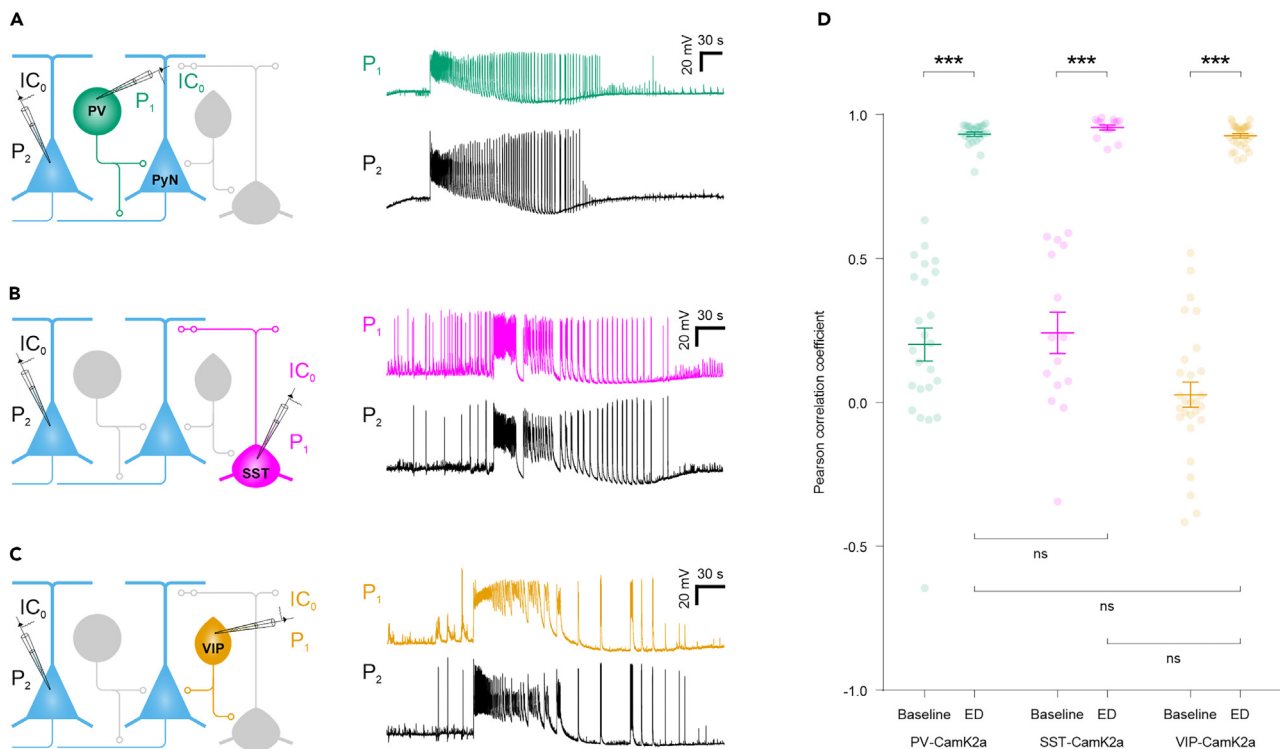 A
IC₀
PV
IC₀
P₁
P₂
PyN
P₁
30 s
20 mV
P₂
B
IC₀
IC₀
P₂
P₁
SST
P₁
30 s
20 mV
P₂
C
IC₀
IC₀
P₂
VIP
P₁
P₁
30 s
20 mV
P₂
D
*** *** ***
Pearson correlation coefficient
1.0
0.5
0.0
-0.5
-1.0
ns
ns
ns
Baseline ED Baseline ED Baseline ED
PV-CamK2a SST-CamK2a VIP-CamK2a